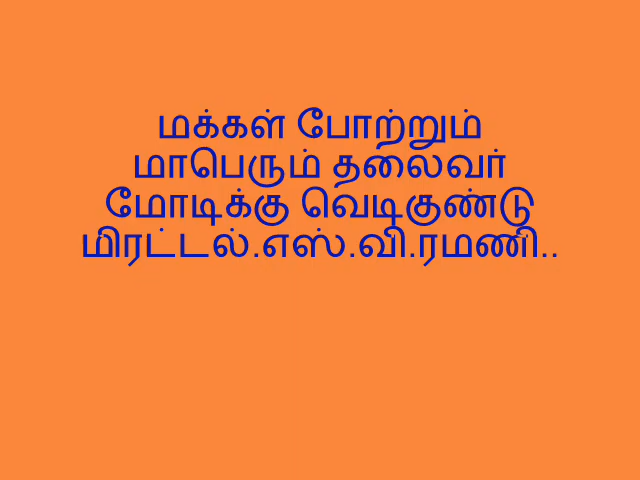 மக்கள் போற்றும்
மாபெரும் தலைவர்
மோடிக்கு வெடிகுண்டு
மிரட்டல்.எஸ்.வி.ரமணி..